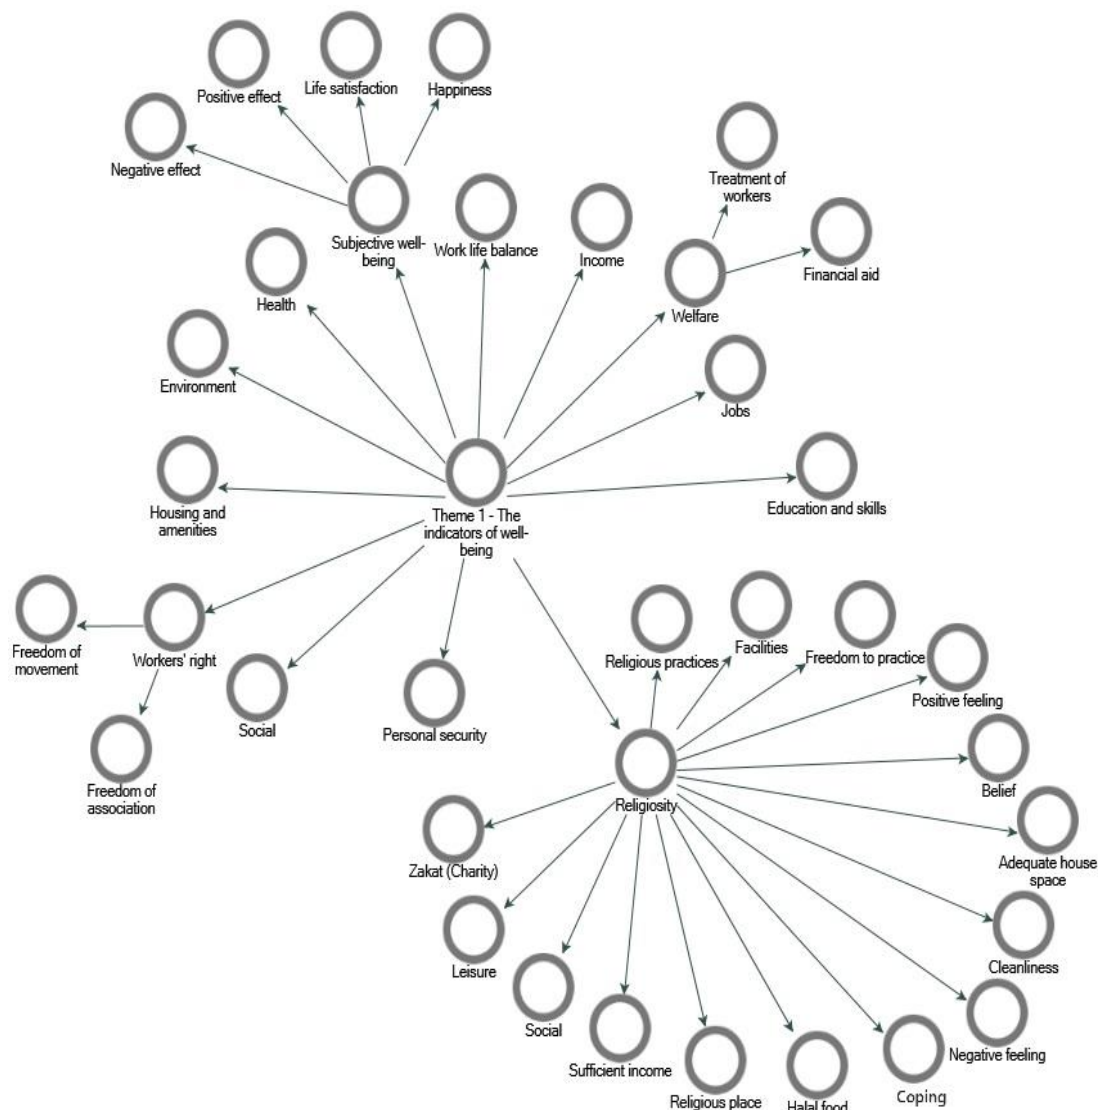 Positive effect
Life satisfaction
Happiness
Negative effect
Treatment of
workers
Subjective well-
being
Work life balance
Income
Financial aid
Health
Welfare
Environment
Jobs
Housing and
amenities
Theme 1 - The
indicators of well-
being
Education and skills
Freedom of
movement
Workers' right
Social
Personal security
Freedom of
association
Religious practices
Facilities
Freedom to practice
Positive feeling
Belief
Religiosity
Adequate house
space
Zakat (Charity)
Leisure
Cleanliness
Social
Sufficient income
Negative feeling
Religious place
Halal food
Coping